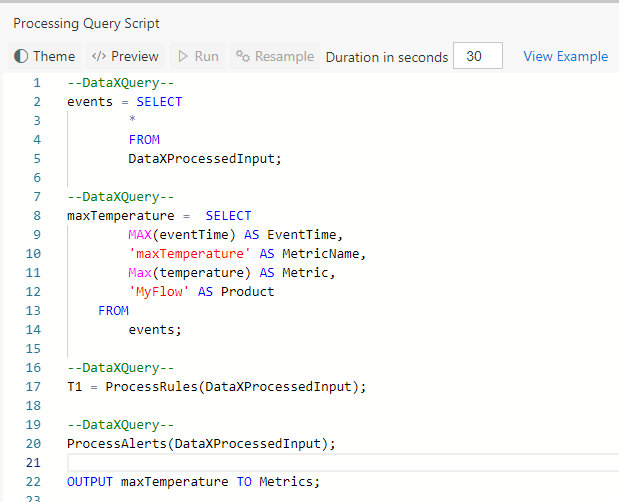 Processing Query Script
Theme </> Preview Run Resample Duration in seconds 30 View Example
1 --DataXQuery--
2 events = SELECT
3 *
4 FROM
5 DataXProcessedInput;
6
7 --DataXQuery--
8 maxTemperature =  SELECT
9 MAX(eventTime) AS EventTime,
10 'maxTemperature' AS MetricName,
11 Max(temperature) AS Metric,
12 'MyFlow' AS Product
13 FROM
14 events;
15
16 --DataXQuery--
17 T1 = ProcessRules(DataXProcessedInput);
18
19 --DataXQuery--
20 ProcessAlerts(DataXProcessedInput);
21
22 OUTPUT maxTemperature TO Metrics;
23